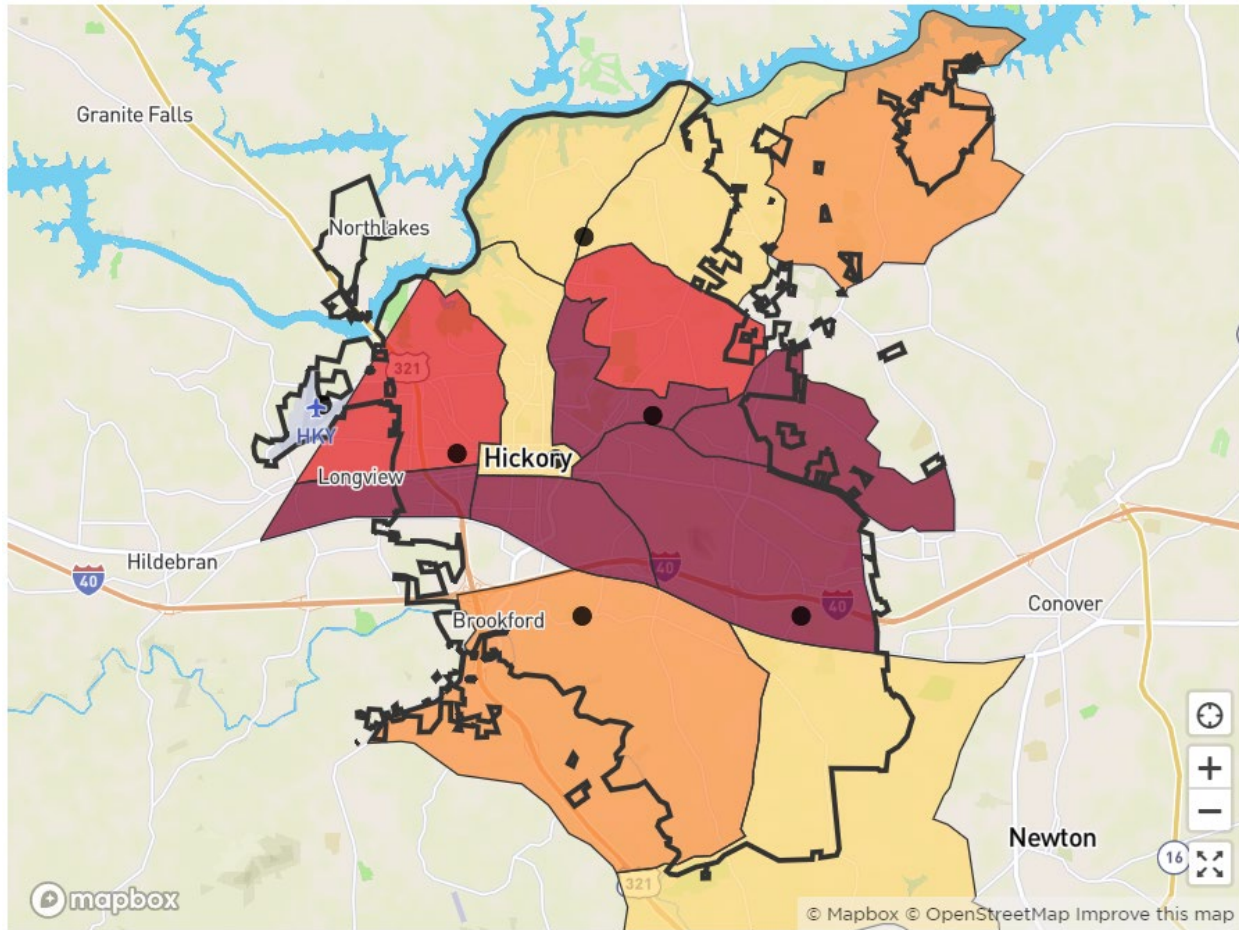 Granite Falls
Northlakes
321
HKY
Hickory
Longview
Hildebran
40
40
40
Brookford
Conover
Newton
16
321
mapbox
© Mapbox © OpenStreetMap Improve this map